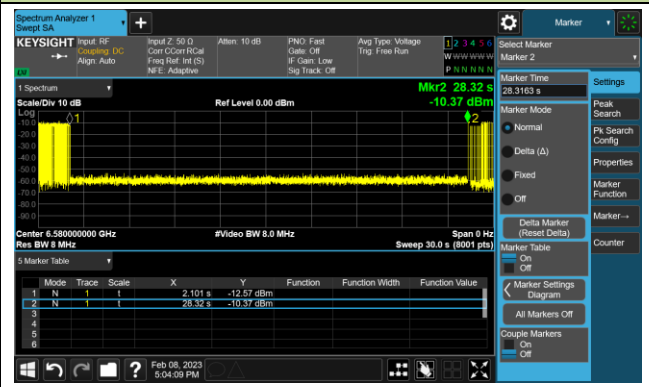 Spectrum Analyzer 1
Swept SA
Marker
KEYSIGHT
Input: RF
Coupling: DC
Align: Auto
Input Z: 50 Ω
Corr CCorr RCal
Freq Ref: Int (S)
NFE: Adaptive
Atten: 10 dB
PNO: Fast
Gate: Off
IF Gain: Low
Sig Track: Off
Avg Type: Voltage
Trig: Free Run
1 2 3 4 5 6
W W W W W W
P N N N N N
Select Marker
Marker 2
1 Spectrum
Scale/Div 10 dB
Log
Ref Level 0.00 dBm
Mkr2 28.32 s
-10.37 dBm
-10.0
-20.0
-30.0
-40.0
-50.0
-60.0
-70.0
-80.0
-90.0
1
2
Center 6.580000000 GHz
Res BW 8 MHz
#Video BW 8.0 MHz
Span 0 Hz
Sweep 30.0 s (8001 pts)
5 Marker Table
Mode Trace Scale X Y Function Function Width Function Value
1 N 1 t 2.101 s -12.57 dBm
2 N 1 t 28.32 s -10.37 dBm
3
4
5
6
Marker Time
28.3163 s
Marker Mode
Normal
Delta (Δ)
Fixed
Off
Delta Marker
(Reset Delta)
Marker Table
On
Off
Marker Settings
Diagram
All Markers Off
Couple Markers
On
Off
Settings
Peak
Search
Pk Search
Config
Properties
Marker
Function
Marker→
Counter
?
Feb 08, 2023
5:04:09 PM